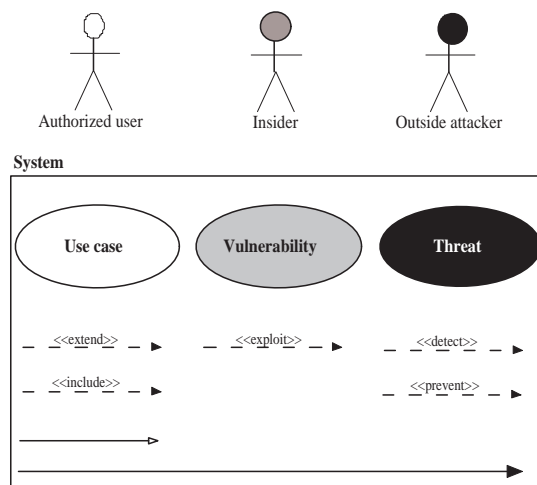 Authorized user
Insider
Outside attacker
System
Use case
Vulnerability
Threat
<<extend>>
<<exploit>>
<<detect>>
<<include>>
<<prevent>>